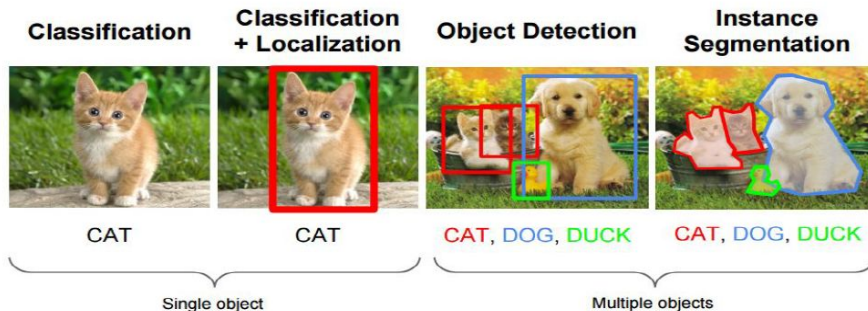 Classification
Classification
+ Localization
Object Detection
Instance
Segmentation
CAT
CAT
CAT, DOG, DUCK
CAT, DOG, DUCK
Single object
Multiple objects